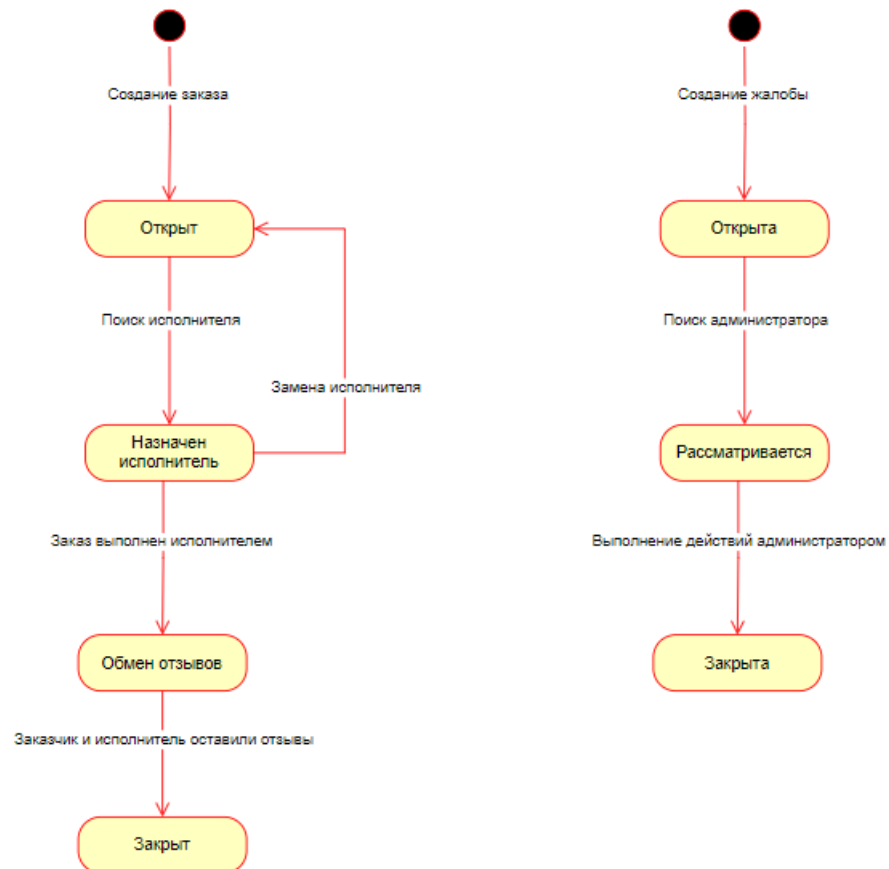 Создание заказа
Открыт
Поиск исполнителя
Замена исполнителя
Назначен
исполнитель
Заказ выполнен исполнителем
Обмен отзывов
Заказчик и исполнитель оставили отзывы
Закрыт
Создание жалобы
Открыта
Поиск администратора
Рассматривается
Выполнение действий администратором
Закрыта